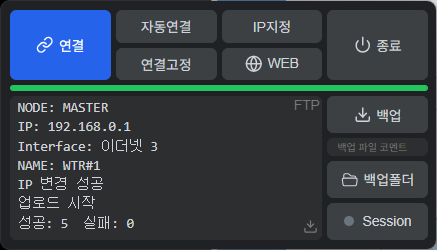 연결
자동연결
IP지정
종료
연결고정
WEB
NODE: MASTER
IP: 192.168.0.1
Interface: 이더넷 3
NAME: WTR#1
IP 변경 성공
업로드 시작
성공: 5 실패: 0
FTP
백업
백업 파일 코멘트
백업폴더
Session